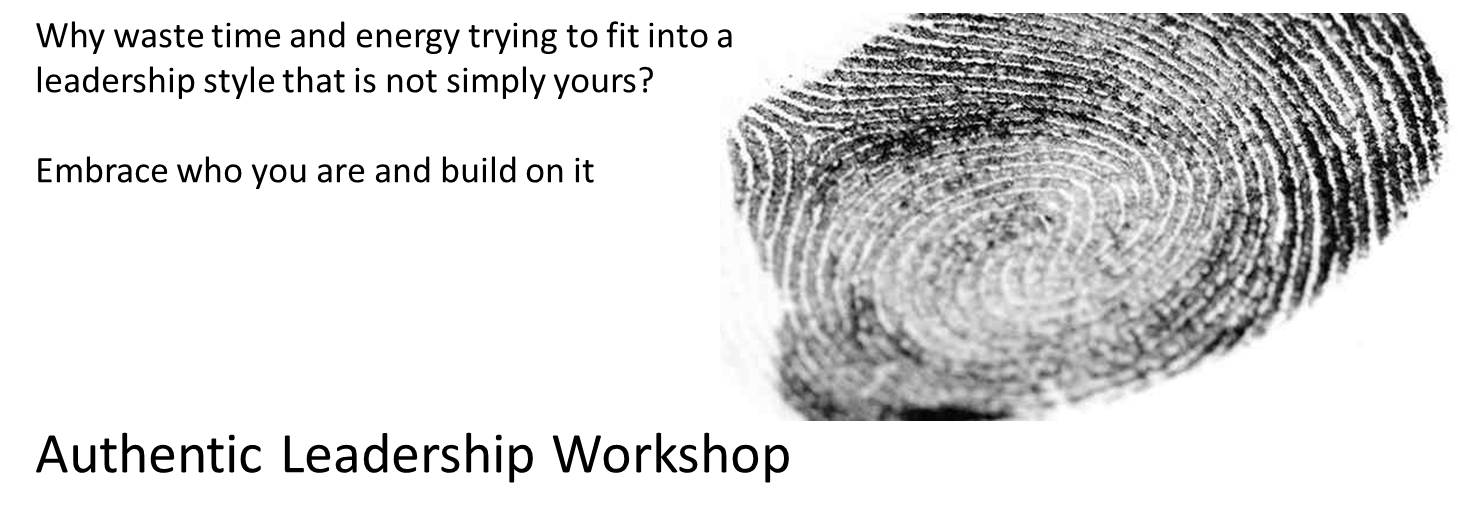 Why waste time and energy trying to fit into a
leadership style that is not simply yours?
Embrace who you are and build on it
Authentic Leadership Workshop